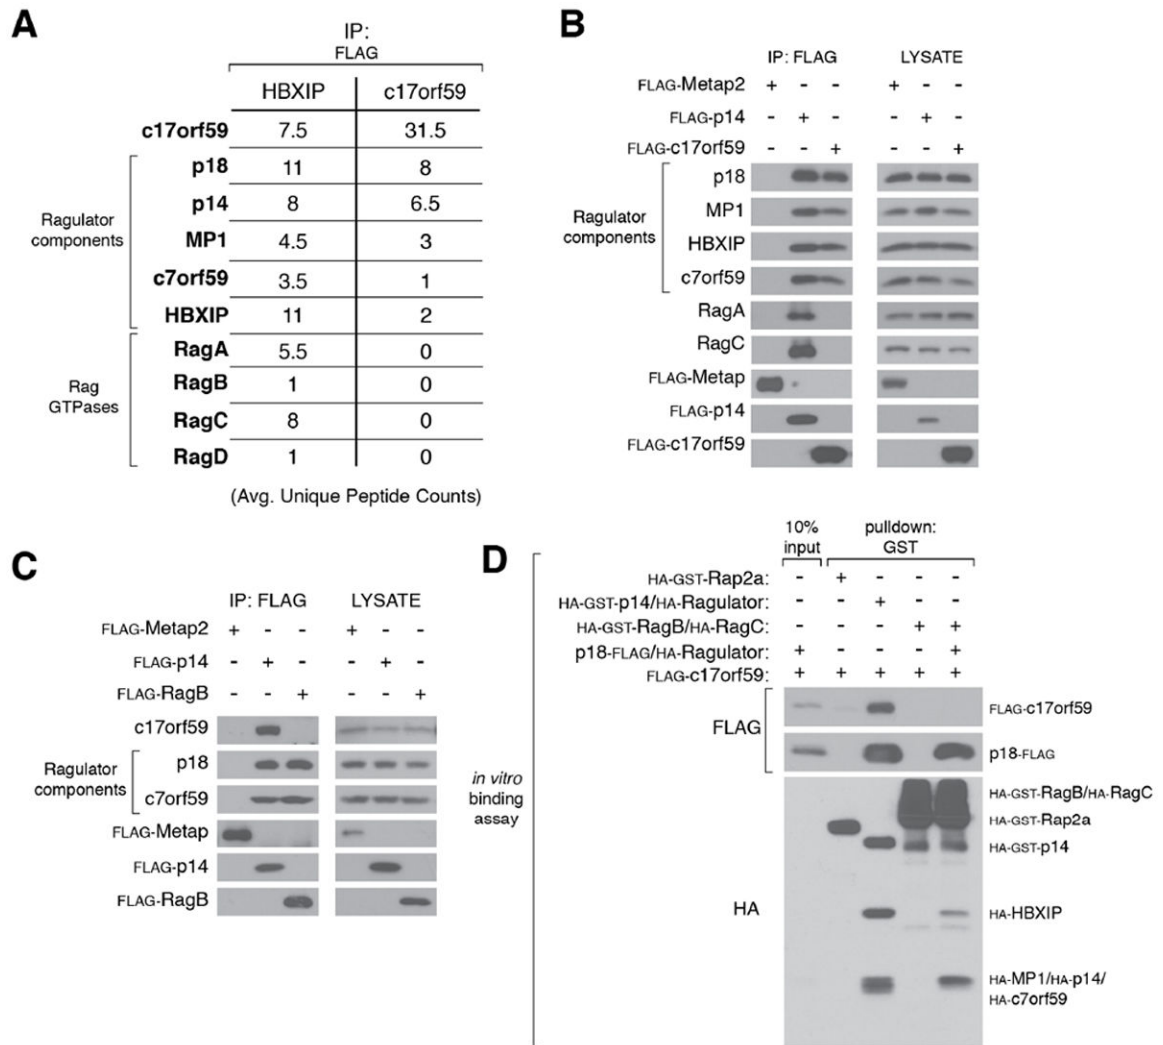 A
IP:
FLAG
HBXIP c17orf59
c17orf59 7.5 31.5
p18 11 8
p14 8 6.5
MP1 4.5 3
c7orf59 3.5 1
HBXIP 11 2
Ragulator
components
RagA 5.5 0
RagB 1 0
RagC 8 0
RagD 1 0
Rag
GTPases
(Avg. Unique Peptide Counts)
B
IP: FLAG LYSATE
FLAG-Metap2 + - - + - -
FLAG-p14 - + - - + -
FLAG-c17orf59 - - + - - +
p18
MP1
HBXIP
c7orf59
Ragulator
components
RagA
RagC
FLAG-Metap
FLAG-p14
FLAG-c17orf59
C
IP: FLAG LYSATE
FLAG-Metap2 + - - + - -
FLAG-p14 - + - - + -
FLAG-RagB - - + - - +
c17orf59
p18
c7orf59
Ragulator
components
FLAG-Metap
FLAG-p14
FLAG-RagB
D
10%
input
pulldown:
GST
HA-GST-Rap2a: - + - - -
HA-GST-p14/HA-Ragulator: - - + - -
HA-GST-RagB/HA-RagC: - - - + +
p18-FLAG/HA-Ragulator: + - - - +
FLAG-c17orf59: + + + + +
in vitro
binding
assay
FLAG
FLAG-c17orf59
p18-FLAG
HA
HA-GST-RagB/HA-RagC
HA-GST-Rap2a
HA-GST-p14
HA-HBXIP
HA-MP1/HA-p14/
HA-c7orf59